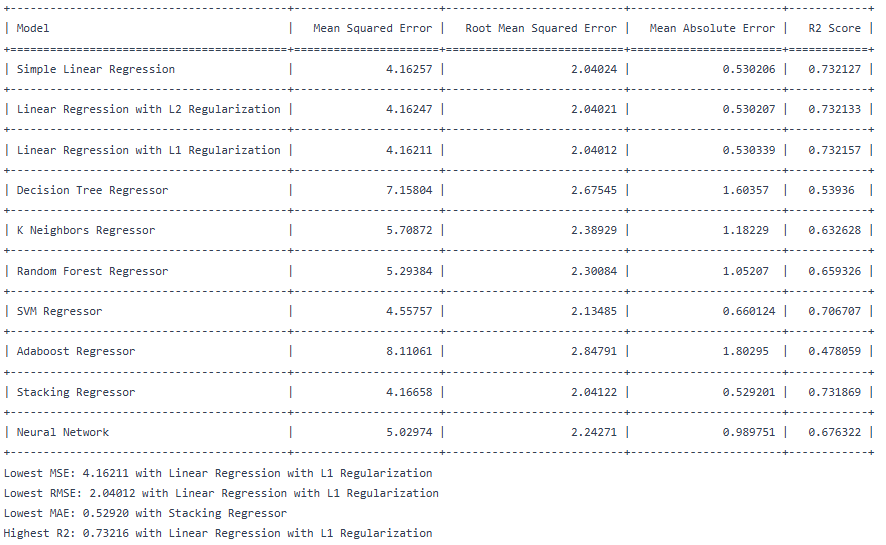 | Model | Mean Squared Error | Root Mean Squared Error | Mean Absolute Error | R2 Score |
| Simple Linear Regression | 4.16257 | 2.04024 | 0.530206 | 0.732127 |
| Linear Regression with L2 Regularization | 4.16247 | 2.04021 | 0.530207 | 0.732133 |
| Linear Regression with L1 Regularization | 4.16211 | 2.04012 | 0.530339 | 0.732157 |
| Decision Tree Regressor | 7.15804 | 2.67545 | 1.60357 | 0.53936 |
| K Neighbors Regressor | 5.70872 | 2.38929 | 1.18229 | 0.632628 |
| Random Forest Regressor | 5.29384 | 2.30084 | 1.05207 | 0.659326 |
| SVM Regressor | 4.55757 | 2.13485 | 0.660124 | 0.706707 |
| Adaboost Regressor | 8.11061 | 2.84791 | 1.80295 | 0.478059 |
| Stacking Regressor | 4.16658 | 2.04122 | 0.529201 | 0.731869 |
| Neural Network | 5.02974 | 2.24271 | 0.989751 | 0.676322 |
Lowest MSE: 4.16211 with Linear Regression with L1 Regularization
Lowest RMSE: 2.04012 with Linear Regression with L1 Regularization
Lowest MAE: 0.52920 with Stacking Regressor
Highest R2: 0.73216 with Linear Regression with L1 Regularization